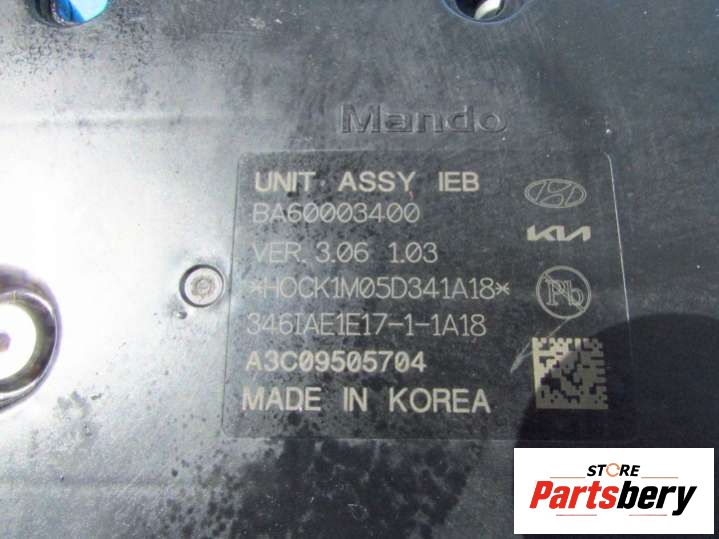 Mando
UNIT ASSY IEB
BA60003400
VER. 3.06 1.03
*HOCK1M05D341A18*
346IAE1E17-1-1A18
A3C09505704
MADE IN KOREA
KIA
Pb
STORE
Partsbery